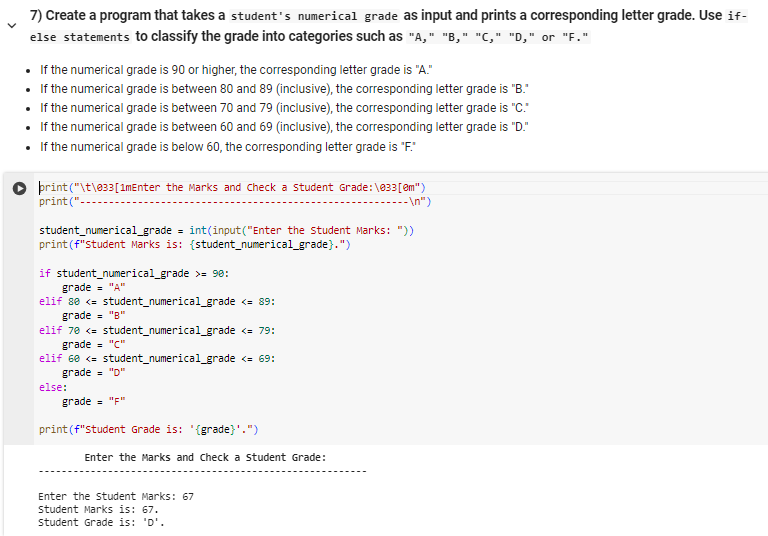 7) Create a program that takes a student's numerical grade as input and prints a corresponding letter grade. Use if-
else statements to classify the grade into categories such as "A," "B," "C," "D," or "F."
• If the numerical grade is 90 or higher, the corresponding letter grade is "A."
• If the numerical grade is between 80 and 89 (inclusive), the corresponding letter grade is "B."
• If the numerical grade is between 70 and 79 (inclusive), the corresponding letter grade is "C."
• If the numerical grade is between 60 and 69 (inclusive), the corresponding letter grade is "D."
• If the numerical grade is below 60, the corresponding letter grade is "F."
print("\t\033[1mEnter the Marks and Check a Student Grade:\033[0m")
print("---------------------------------------------------------\n")
student_numerical_grade = int(input("Enter the Student Marks: "))
print(f"Student Marks is: {student_numerical_grade}.")
if student_numerical_grade >= 90:
    grade = "A"
elif 80 <= student_numerical_grade <= 89:
    grade = "B"
elif 70 <= student_numerical_grade <= 79:
    grade = "C"
elif 60 <= student_numerical_grade <= 69:
    grade = "D"
else:
    grade = "F"
print(f"Student Grade is: '{grade}'.")
Enter the Marks and Check a Student Grade:
---------------------------------------------------------
Enter the Student Marks: 67
Student Marks is: 67.
Student Grade is: 'D'.